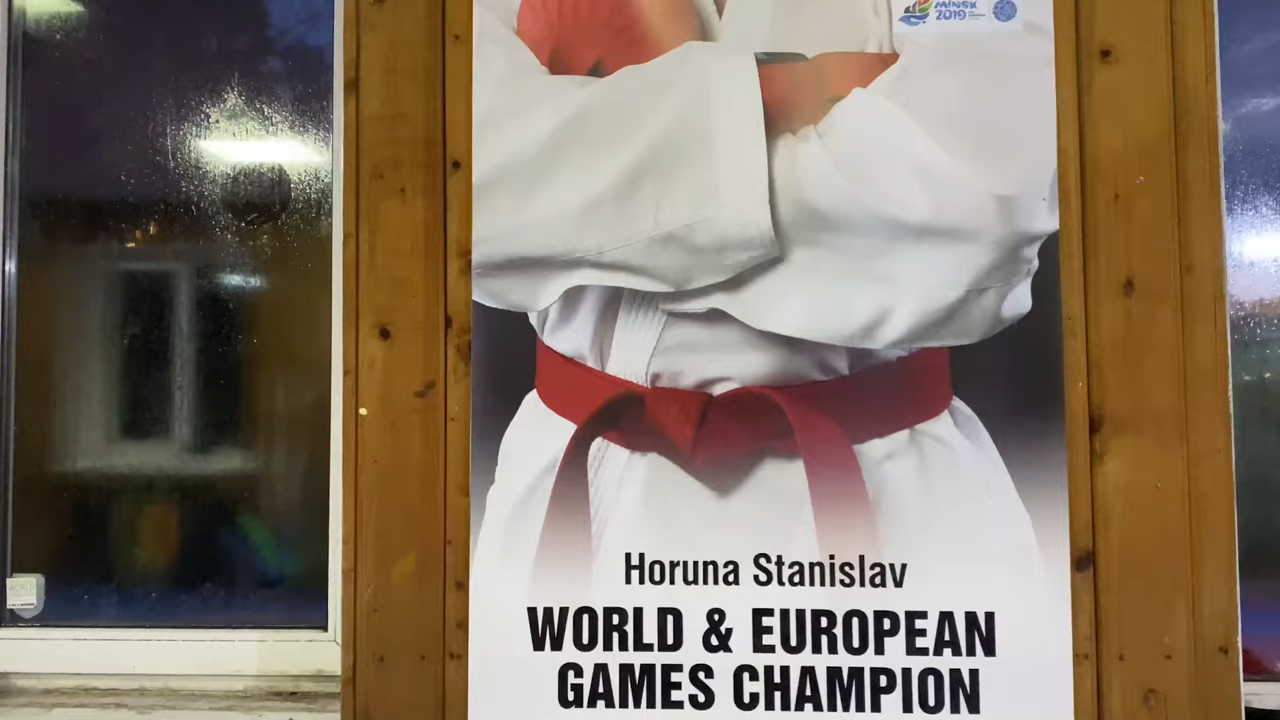 MINSK
2019
Horuna Stanislav
WORLD & EUROPEAN
GAMES CHAMPION